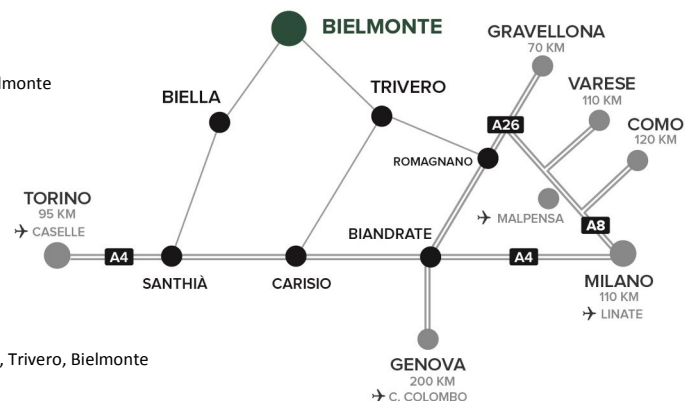 BIELMONTE
GRAVELLONA
70 KM
lmonte
VARESE
110 KM
BIELLA
TRIVERO
A26
COMO
120 KM
ROMAGNANO
TORINO
95 KM
CASELLE
MALPENSA
BIANDRATE
A8
A4
A4
SANTHIÀ
CARISIO
MILANO
110 KM
LINATE
, Trivero, Bielmonte
GENOVA
200 KM
C. COLOMBO